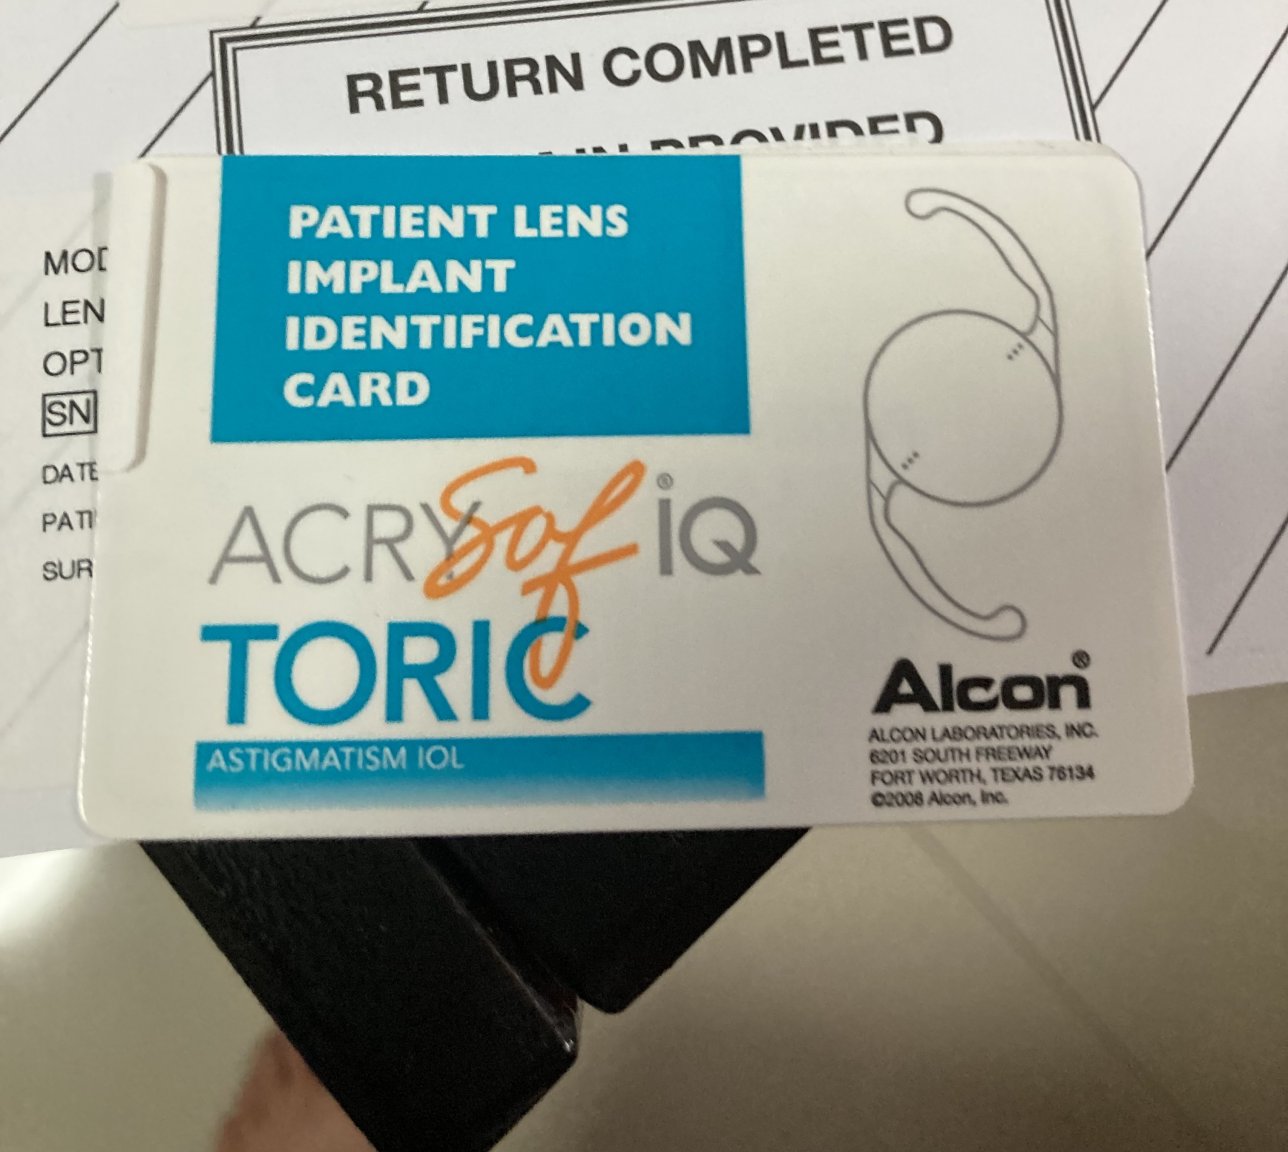 RETURN COMPLETED
PROVIDED
PATIENT LENS
IMPLANT
IDENTIFICATION
CARD
MOD
LEN
OPT
SN
DATE
PATI
SUR
ACRYSof® IQ
TORIC
ASTIGMATISM IOL
Alcon®
ALCON LABORATORIES, INC.
6201 SOUTH FREEWAY
FORT WORTH, TEXAS 76134
©2008 Alcon, Inc.